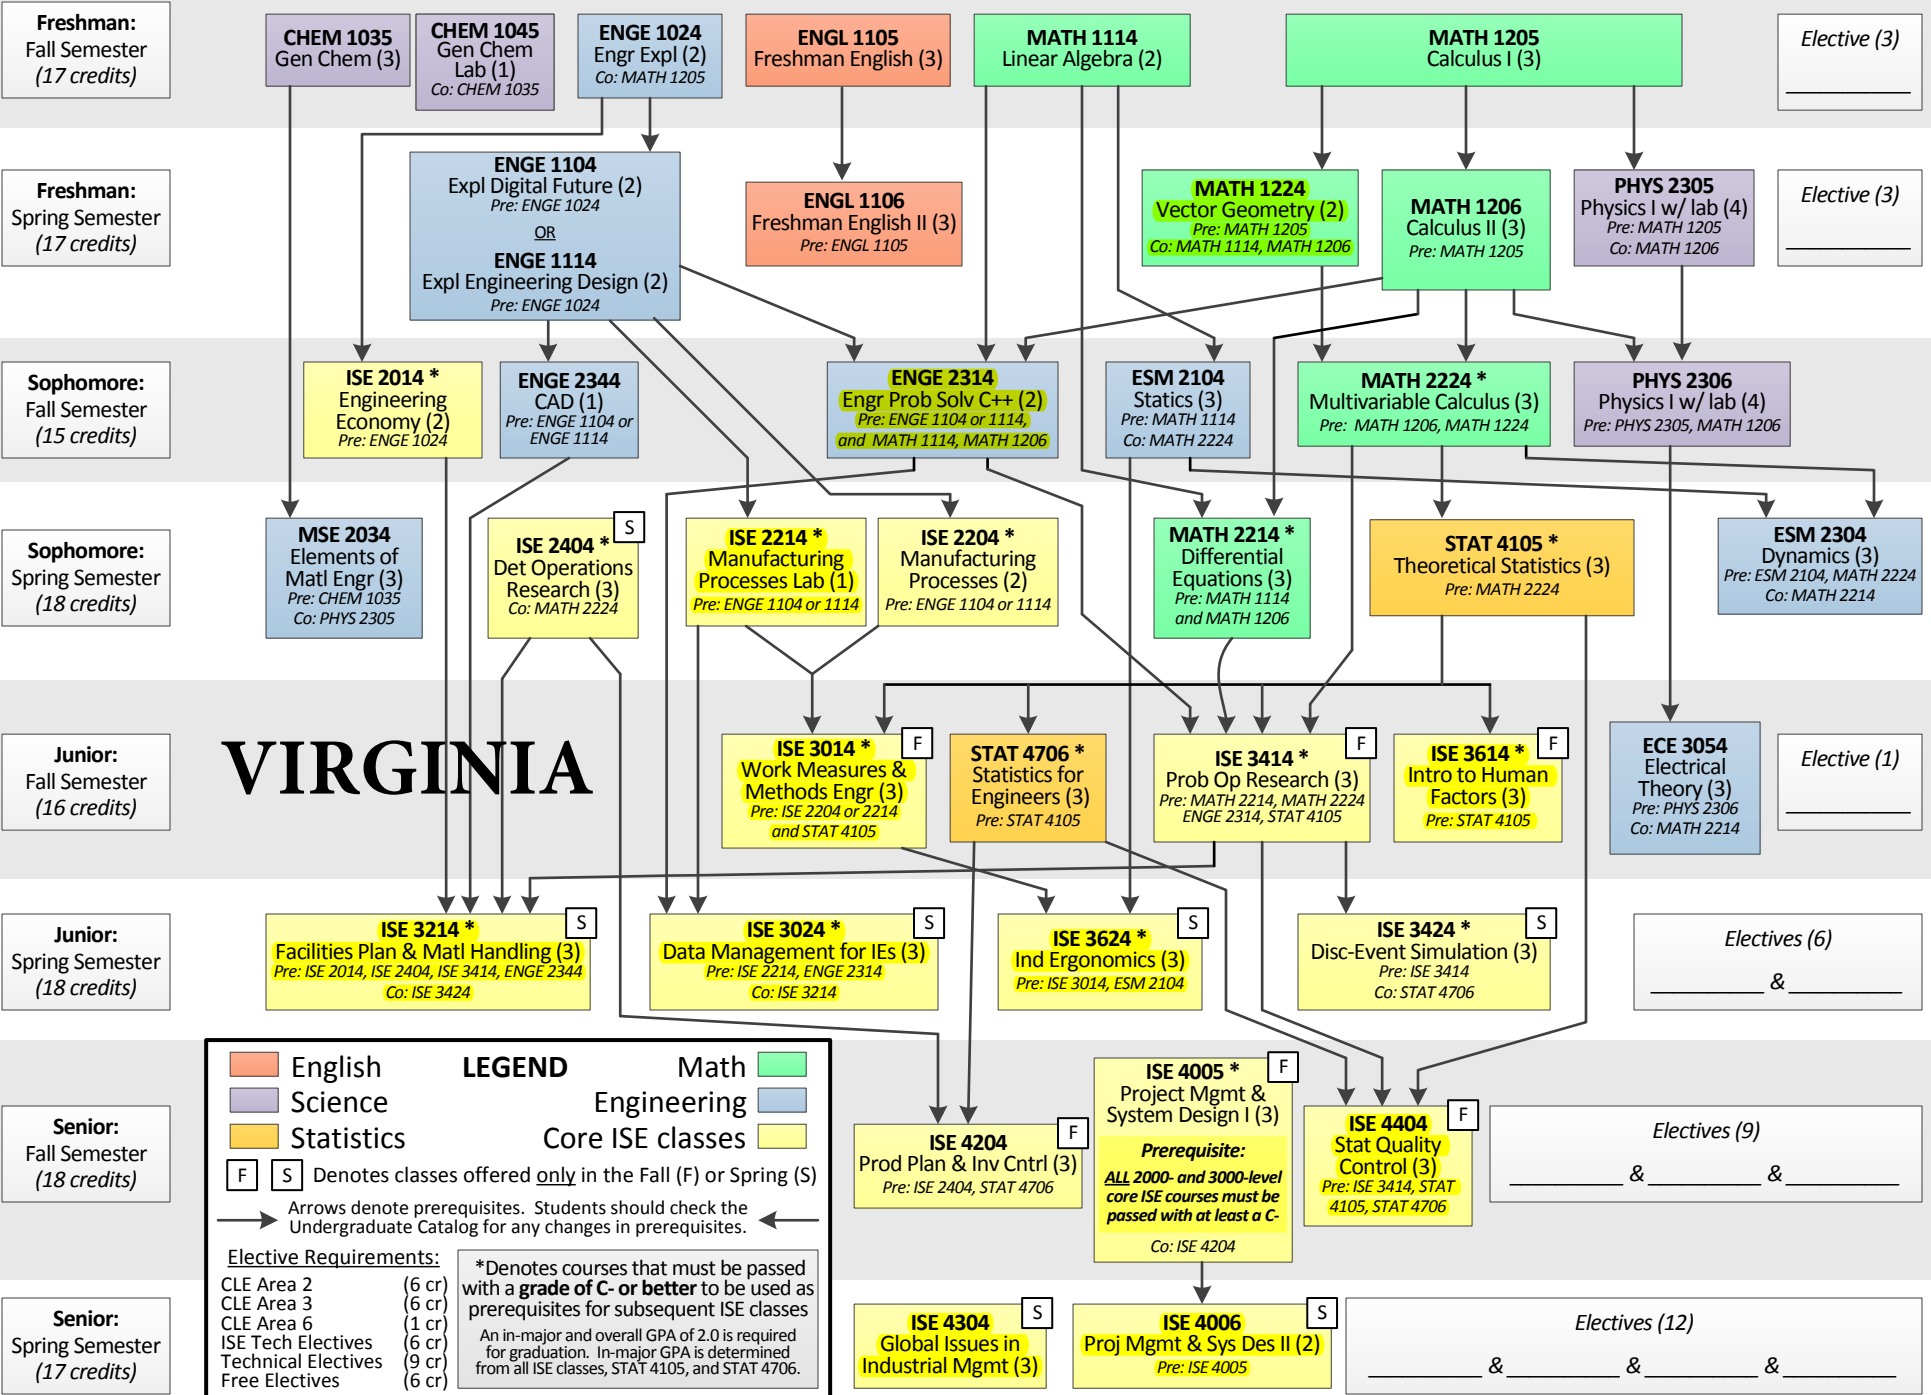 Freshman:
Fall Semester
(17 credits)
CHEM 1035
Gen Chem (3)
CHEM 1045
Gen Chem
Lab (1)
Co: CHEM 1035
ENGE 1024
Engr Expl (2)
Co: MATH 1205
ENGL 1105
Freshman English (3)
MATH 1114
Linear Algebra (2)
MATH 1205
Calculus I (3)
Elective (3)
Freshman:
Spring Semester
(17 credits)
ENGE 1104
Expl Digital Future (2)
Pre: ENGE 1024
OR
ENGE 1114
Expl Engineering Design (2)
Pre: ENGE 1024
ENGL 1106
Freshman English II (3)
Pre: ENGL 1105
MATH 1224
Vector Geometry (2)
Pre: MATH 1205
Co: MATH 1114, MATH 1206
MATH 1206
Calculus II (3)
Pre: MATH 1205
PHYS 2305
Physics I w/ lab (4)
Pre: MATH 1205
Co: MATH 1206
Elective (3)
Sophomore:
Fall Semester
(15 credits)
ISE 2014 *
Engineering
Economy (2)
Pre: ENGE 1024
ENGE 2344
CAD (1)
Pre: ENGE 1104 or
ENGE 1114
ENGE 2314
Engr Prob Solv C++ (2)
Pre: ENGE 1104 or 1114,
and MATH 1114, MATH 1206
ESM 2104
Statics (3)
Pre: MATH 1114
Co: MATH 2224
MATH 2224 *
Multivariable Calculus (3)
Pre: MATH 1206, MATH 1224
PHYS 2306
Physics I w/ lab (4)
Pre: PHYS 2305, MATH 1206
Sophomore:
Spring Semester
(18 credits)
MSE 2034
Elements of
Matl Engr (3)
Pre: CHEM 1035
Co: PHYS 2305
S
ISE 2404 *
Det Operations
Research (3)
Co: MATH 2224
ISE 2214 *
Manufacturing
Processes Lab (1)
Pre: ENGE 1104 or 1114
ISE 2204 *
Manufacturing
Processes (2)
Pre: ENGE 1104 or 1114
MATH 2214 *
Differential
Equations (3)
Pre: MATH 1114
and MATH 1206
STAT 4105 *
Theoretical Statistics (3)
Pre: MATH 2224
ESM 2304
Dynamics (3)
Pre: ESM 2104, MATH 2224
Co: MATH 2214
Junior:
Fall Semester
(16 credits)
VIRGINIA
F
ISE 3014 *
Work Measures &
Methods Engr (3)
Pre: ISE 2204 or 2214
and STAT 4105
STAT 4706 *
Statistics for
Engineers (3)
Pre: STAT 4105
F
ISE 3414 *
Prob Op Research (3)
Pre: MATH 2214, MATH 2224
ENGE 2314, STAT 4105
F
ISE 3614 *
Intro to Human
Factors (3)
Pre: STAT 4105
ECE 3054
Electrical
Theory (3)
Pre: PHYS 2306
Co: MATH 2214
Elective (1)
Junior:
Spring Semester
(18 credits)
S
ISE 3214 *
Facilities Plan & Matl Handling (3)
Pre: ISE 2014, ISE 2404, ISE 3414, ENGE 2344
Co: ISE 3424
S
ISE 3024 *
Data Management for IEs (3)
Pre: ISE 2214, ENGE 2314
Co: ISE 3214
S
ISE 3624 *
Ind Ergonomics (3)
Pre: ISE 3014, ESM 2104
S
ISE 3424 *
Disc-Event Simulation (3)
Pre: ISE 3414
Co: STAT 4706
Electives (6)
&
Senior:
Fall Semester
(18 credits)
LEGEND
English
Science
Statistics
Math
Engineering
Core ISE classes
F S Denotes classes offered only in the Fall (F) or Spring (S)
Arrows denote prerequisites. Students should check the
Undergraduate Catalog for any changes in prerequisites.
Elective Requirements:
CLE Area 2 (6 cr)
CLE Area 3 (6 cr)
CLE Area 6 (1 cr)
ISE Tech Electives (6 cr)
Technical Electives (9 cr)
Free Electives (6 cr)
*Denotes courses that must be passed
with a grade of C- or better to be used as
prerequisites for subsequent ISE classes
An in-major and overall GPA of 2.0 is required
for graduation. In-major GPA is determined
from all ISE classes, STAT 4105, and STAT 4706.
F
ISE 4204
Prod Plan & Inv Cntrl (3)
Pre: ISE 2404, STAT 4706
F
ISE 4005 *
Project Mgmt &
System Design I (3)
Prerequisite:
ALL 2000- and 3000-level
core ISE courses must be
passed with at least a C-
Co: ISE 4204
F
ISE 4404
Stat Quality
Control (3)
Pre: ISE 3414, STAT
4105, STAT 4706
Electives (9)
& &
Senior:
Spring Semester
(17 credits)
S
ISE 4304
Global Issues in
Industrial Mgmt (3)
S
ISE 4006
Proj Mgmt & Sys Des II (2)
Pre: ISE 4005
Electives (12)
& & &